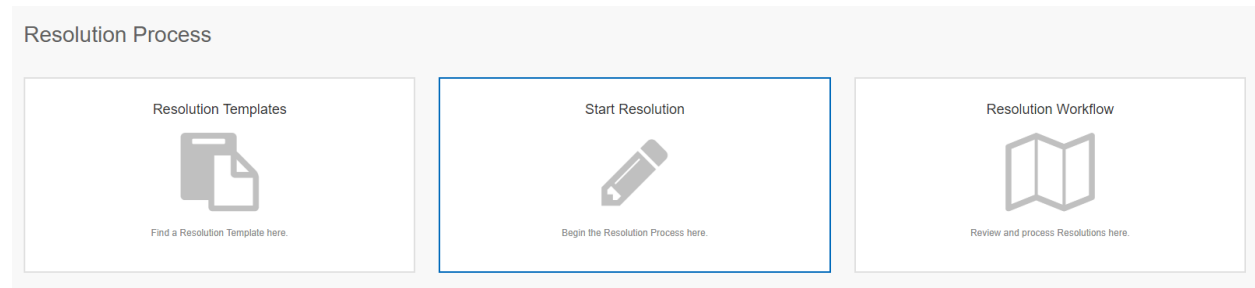 Resolution Process
Resolution Templates
Find a Resolution Template here.
Start Resolution
Begin the Resolution Process here.
Resolution Workflow
Review and process Resolutions here.